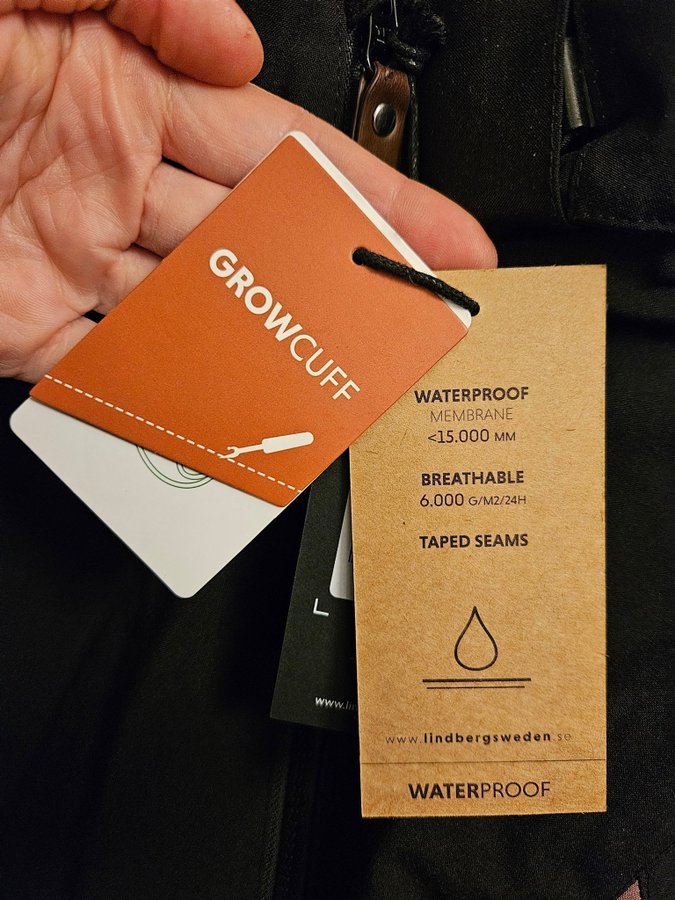 GROWCUFF
WATERPROOF
MEMBRANE
<15.000 MM
BREATHABLE
6.000 G/M2/24H
TAPED SEAMS
www.lindbergsweden.se
WATERPROOF
L